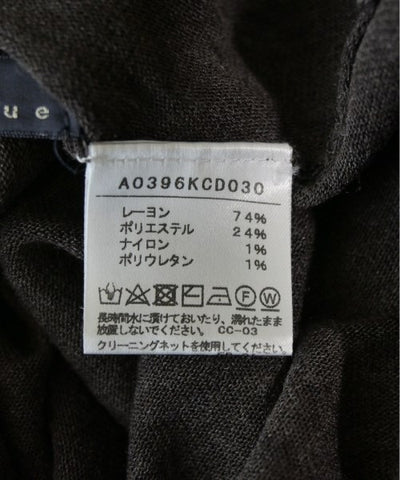 ue
A0396KCD030
レーヨン 74%
ポリエステル 24%
ナイロン 1%
ポリウレタン 1%
F W
長時間水に漬けておいたり、濡れたまま
放置しないでください。 CC-03
クリーニングネットを使用してください。